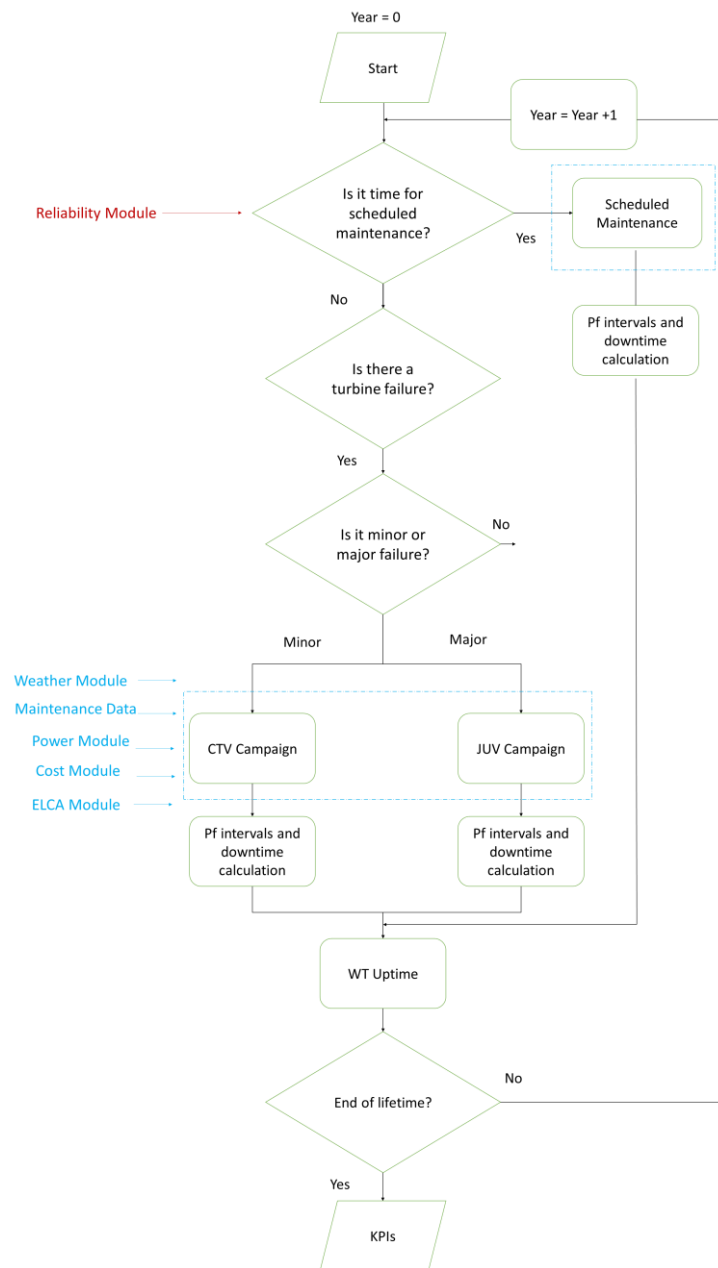 Year = 0
Start
Year = Year +1
Is it time for
scheduled
maintenance?
Reliability Module
Yes
Scheduled
Maintenance
No
Pf intervals and
downtime
calculation
Is there a
turbine failure?
Yes
No
Is it minor or
major failure?
Minor
Major
Weather Module
Maintenance Data
Power Module
Cost Module
ELCA Module
CTV Campaign
JUV Campaign
Pf intervals and
downtime
calculation
Pf intervals and
downtime
calculation
WT Uptime
End of lifetime?
No
Yes
KPIs